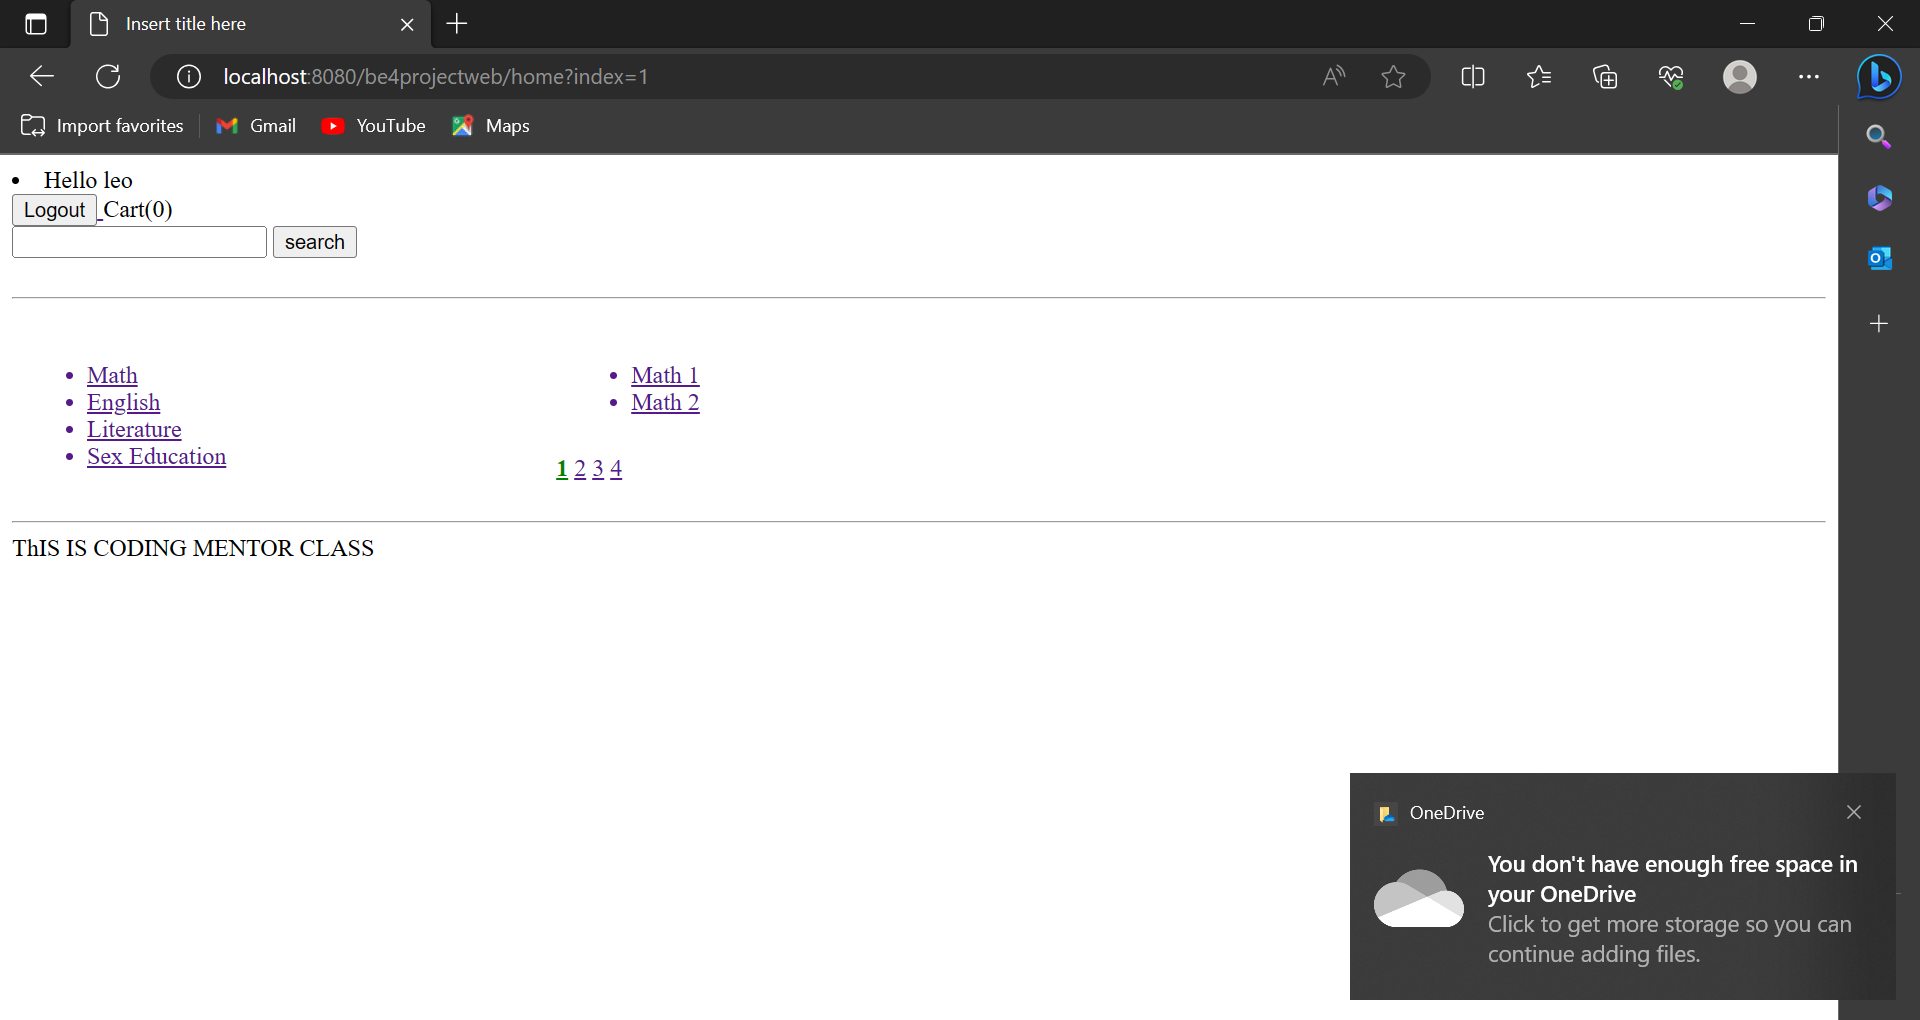 Insert title here
localhost:8080/be4projectweb/home?index=1
Import favorites Gmail YouTube Maps
Hello leo
Logout Cart(0)
search
Math
English
Literature
Sex Education
Math 1
Math 2
1 2 3 4
ThIS IS CODING MENTOR CLASS
OneDrive
You don't have enough free space in
your OneDrive
Click to get more storage so you can
continue adding files.